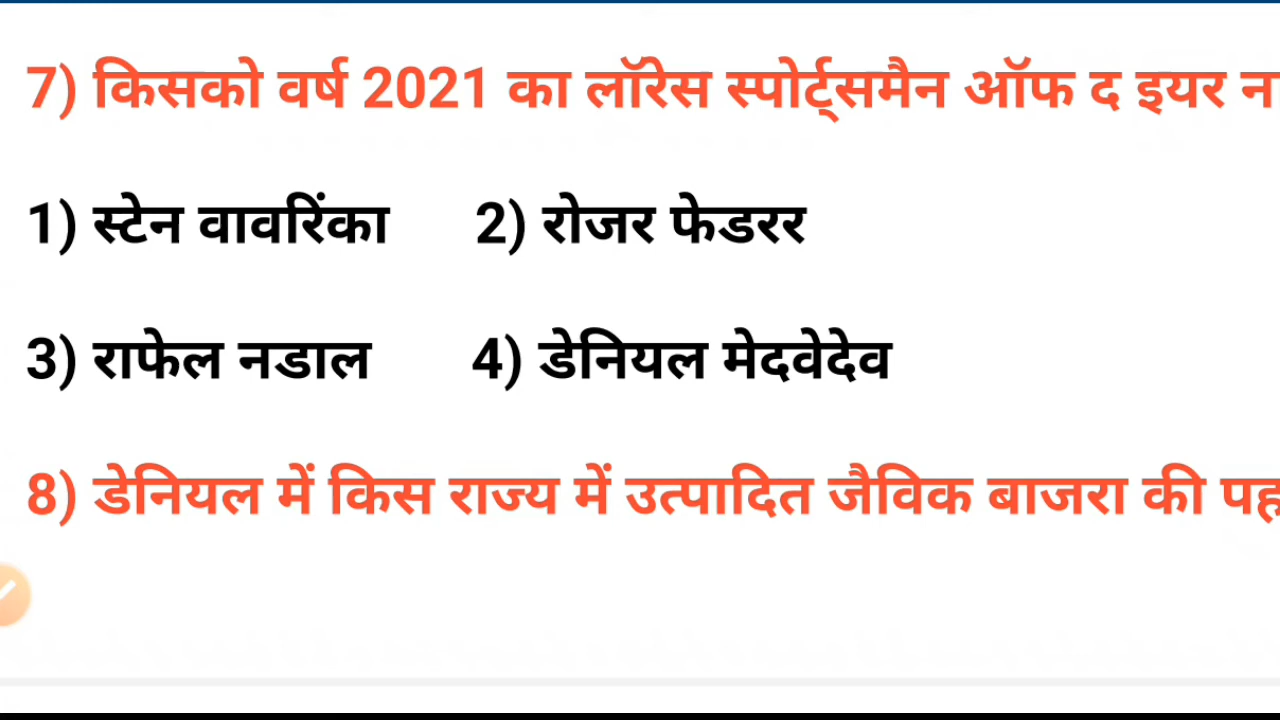 7) किसको वर्ष 2021 का लॉरेस स्पोर्ट्समैन ऑफ द इयर
1) स्टेन वावरिंका 2) रोजर फेडरर
3) राफेल नडाल 4) डेनियल मेदवेदेव
8) डेनियल में किस राज्य में उत्पादित जैविक बाजरा की